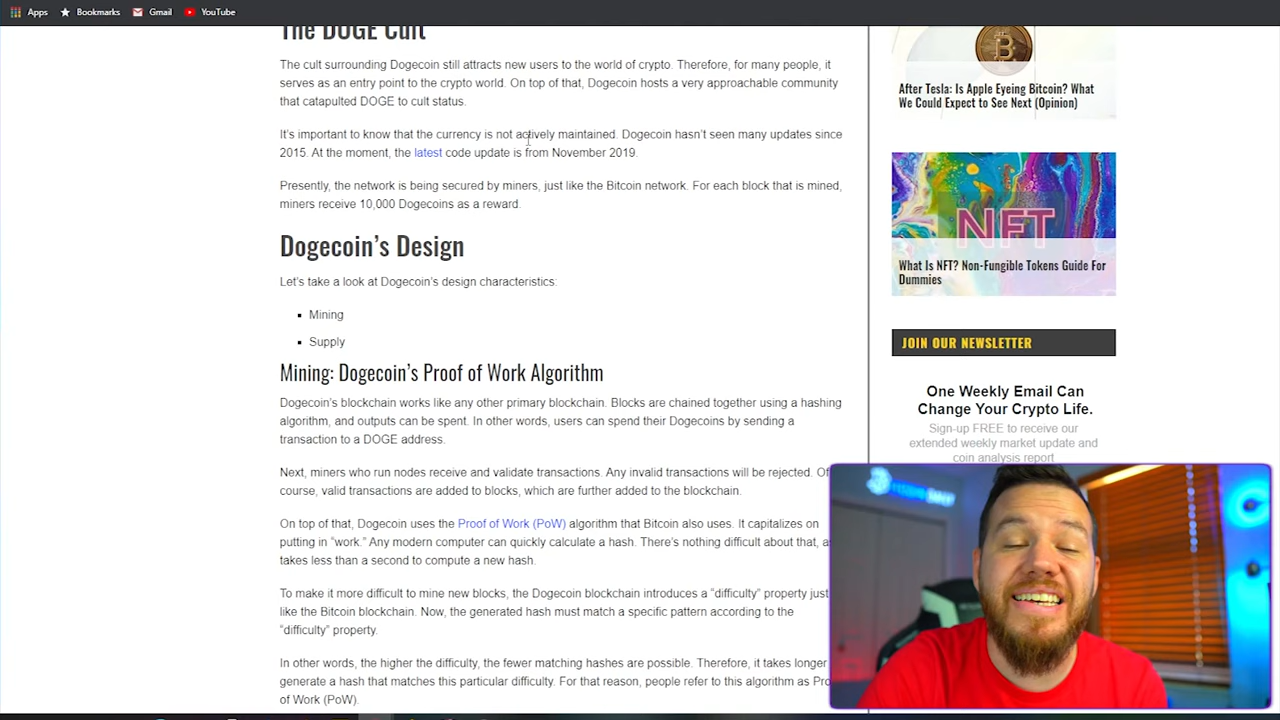 Apps Bookmarks Gmail YouTube
The DOGE Cult
The cult surrounding Dogecoin still attracts new users to the world of crypto. Therefore, for many people, it
serves as an entry point to the crypto world. On top of that, Dogecoin hosts a very approachable community
that catapulted DOGE to cult status.
It's important to know that the currency is not actively maintained. Dogecoin hasn't seen many updates since
2015. At the moment, the latest code update is from November 2019.
Presently, the network is being secured by miners, just like the Bitcoin network. For each block that is mined,
miners receive 10,000 Dogecoins as a reward.
Dogecoin's Design
Let's take a look at Dogecoin's design characteristics:
Mining
Supply
Mining: Dogecoin's Proof of Work Algorithm
Dogecoin's blockchain works like any other primary blockchain. Blocks are chained together using a hashing
algorithm, and outputs can be spent. In other words, users can spend their Dogecoins by sending a
transaction to a DOGE address.
Next, miners who run nodes receive and validate transactions. Any invalid transactions will be rejected. Of
course, valid transactions are added to blocks, which are further added to the blockchain.
On top of that, Dogecoin uses the Proof of Work (PoW) algorithm that Bitcoin also uses. It capitalizes on
putting in "work." Any modern computer can quickly calculate a hash. There's nothing difficult about that, as
takes less than a second to compute a new hash.
To make it more difficult to mine new blocks, the Dogecoin blockchain introduces a "difficulty" property just
like the Bitcoin blockchain. Now, the generated hash must match a specific pattern according to the
"difficulty" property.
In other words, the higher the difficulty, the fewer matching hashes are possible. Therefore, it takes longer
generate a hash that matches this particular difficulty. For that reason, people refer to this algorithm as Pro
of Work (PoW).
After Tesla: Is Apple Eyeing Bitcoin? What
We Could Expect to See Next (Opinion)
NFT
What Is NFT? Non-Fungible Tokens Guide For
Dummies
JOIN OUR NEWSLETTER
One Weekly Email Can
Change Your Crypto Life.
Sign-up FREE to receive our
extended weekly market update and
coin analysis report